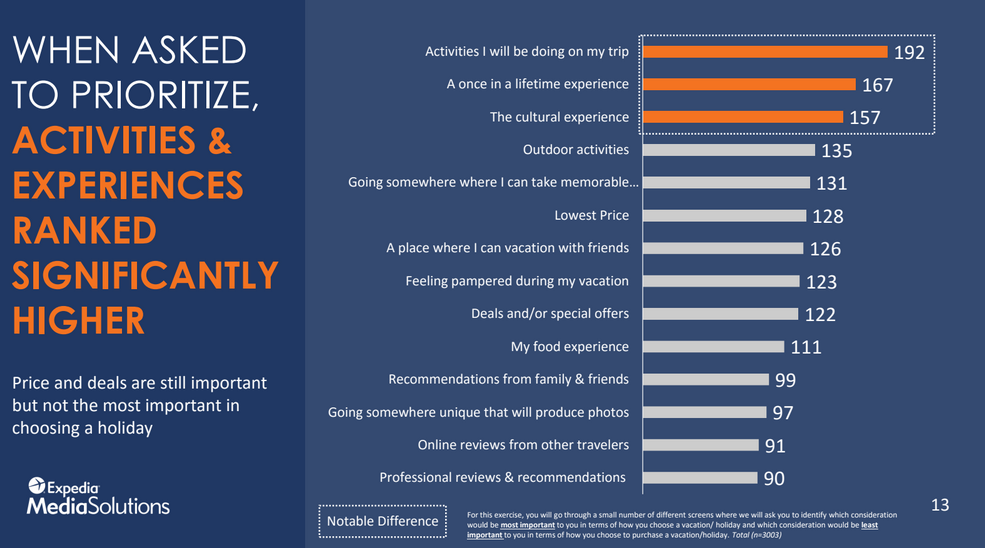 WHEN ASKED
TO PRIORITIZE,
ACTIVITIES &
EXPERIENCES
RANKED
SIGNIFICANTLY
HIGHER
Price and deals are still important
but not the most important in
choosing a holiday
Expedia
MediaSolutions
Activities I will be doing on my trip 192
A once in a lifetime experience 167
The cultural experience 157
Outdoor activities 135
Going somewhere where I can take memorable... 131
Lowest Price 128
A place where I can vacation with friends 126
Feeling pampered during my vacation 123
Deals and/or special offers 122
My food experience 111
Recommendations from family & friends 99
Going somewhere unique that will produce photos 97
Online reviews from other travelers 91
Professional reviews & recommendations 90
Notable Difference
For this exercise, you will go through a small number of different screens where we will ask you to identify which consideration
would be most important to you in terms of how you choose a vacation/ holiday and which consideration would be least
important to you in terms of how you choose to purchase a vacation/holiday. Total (n=3003)
13